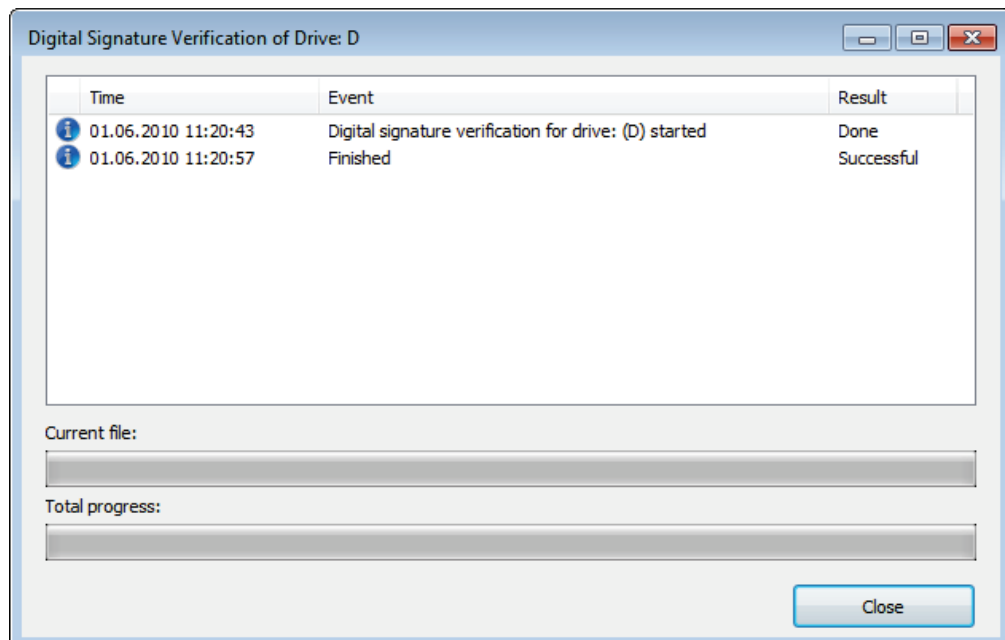 Digital Signature Verification of Drive: D
Time Event Result
01.06.2010 11:20:43 Digital signature verification for drive: (D) started Done
01.06.2010 11:20:57 Finished Successful
Current file:
Total progress:
Close